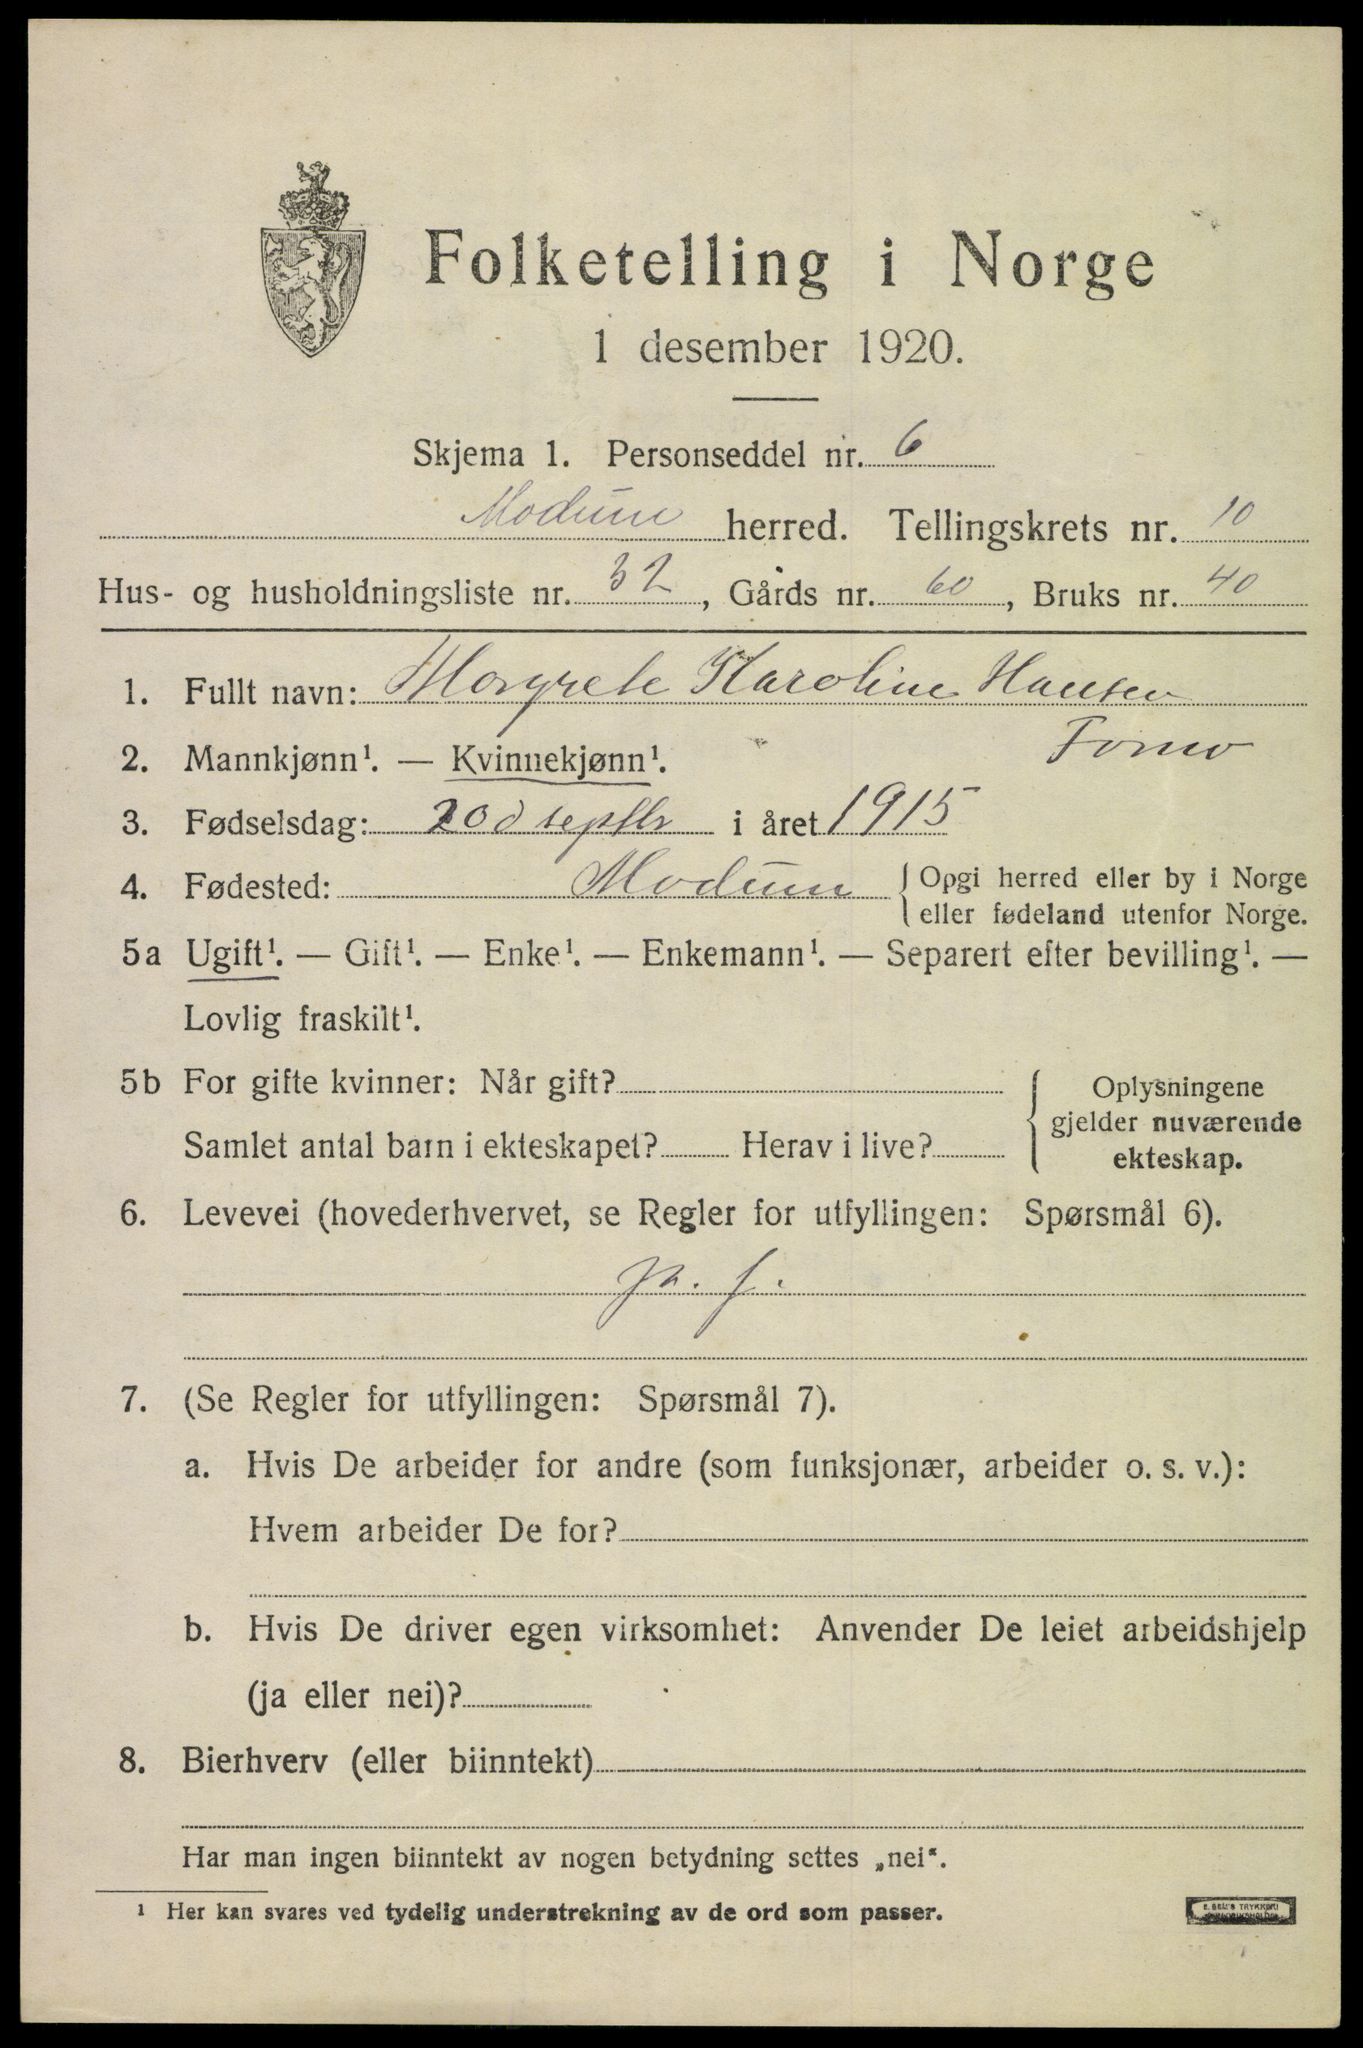 Folketelling i Norge
1 desember 1920.
Skjema 1. Personseddel nr. 6
Modum herred. Tellingskrets nr. 10
Hus- og husholdningsliste nr. 32, Gårds nr. 60, Bruks nr. 40
1. Fullt navn: Margrete Karoline Hansen
2. Mannkjønn¹. — Kvinnekjønn¹.
3. Fødselsdag: 20d septbr i året 1915
4. Fødested: Modum { Opgi herred eller by i Norge
eller fødeland utenfor Norge.
5a Ugift¹. — Gift¹. — Enke¹. — Enkemann¹. — Separert efter bevilling¹. —
Lovlig fraskilt¹.
5b For gifte kvinner: Når gift? { Oplysningene
gjelder nuværende
Samlet antal barn i ekteskapet? Herav i live?
ekteskap.
6. Levevei (hovederhvervet, se Regler for utfyllingen: Spørsmål 6).
7. (Se Regler for utfyllingen: Spørsmål 7).
a. Hvis De arbeider for andre (som funksjonær, arbeider o. s. v.):
Hvem arbeider De for?
b. Hvis De driver egen virksomhet: Anvender De leiet arbeidshjelp
(ja eller nei)?
8. Bierhverv (eller biinntekt)
Har man ingen biinntekt av nogen betydning settes „nei“.
¹ Her kan svares ved tydelig understrekning av de ord som passer.